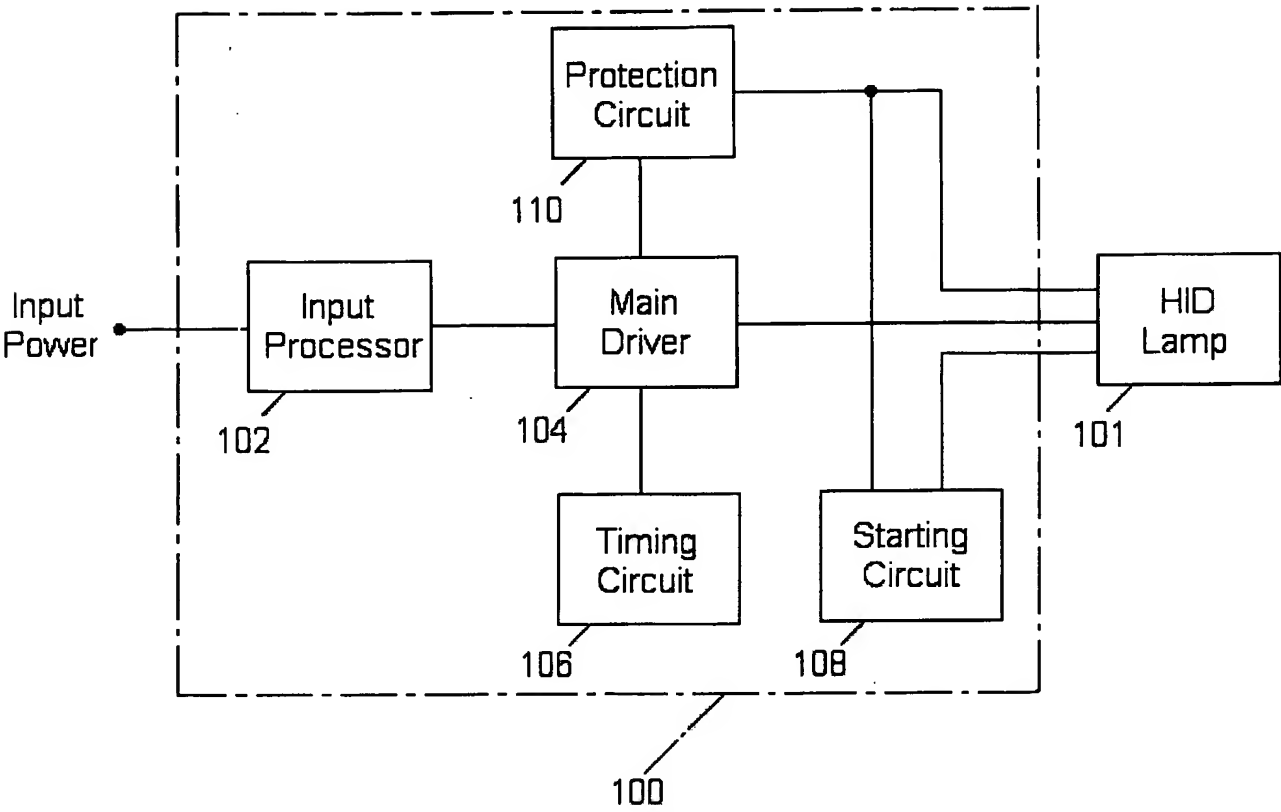 Protection
Circuit
110
Input
Power
Input
Processor
102
Main
Driver
104
HID
Lamp
101
Timing
Circuit
106
Starting
Circuit
108
100